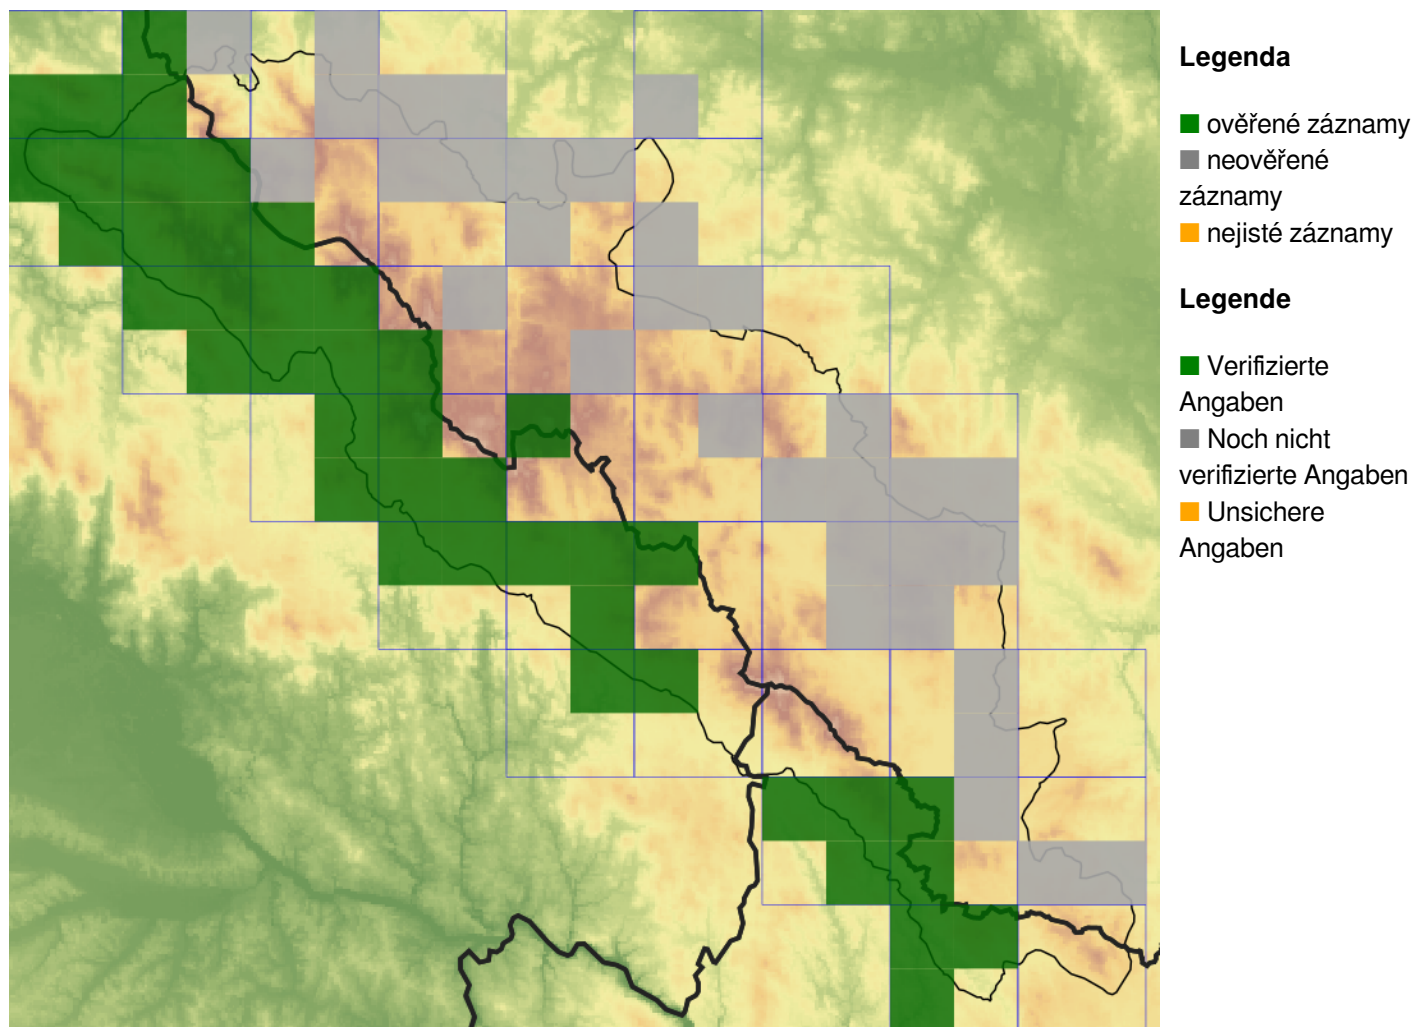 Legenda
ověřené záznamy
neověřené
záznamy
nejisté záznamy
Legende
Verifizierte
Angaben
Noch nicht
verifizierte Angaben
Unsichere
Angaben